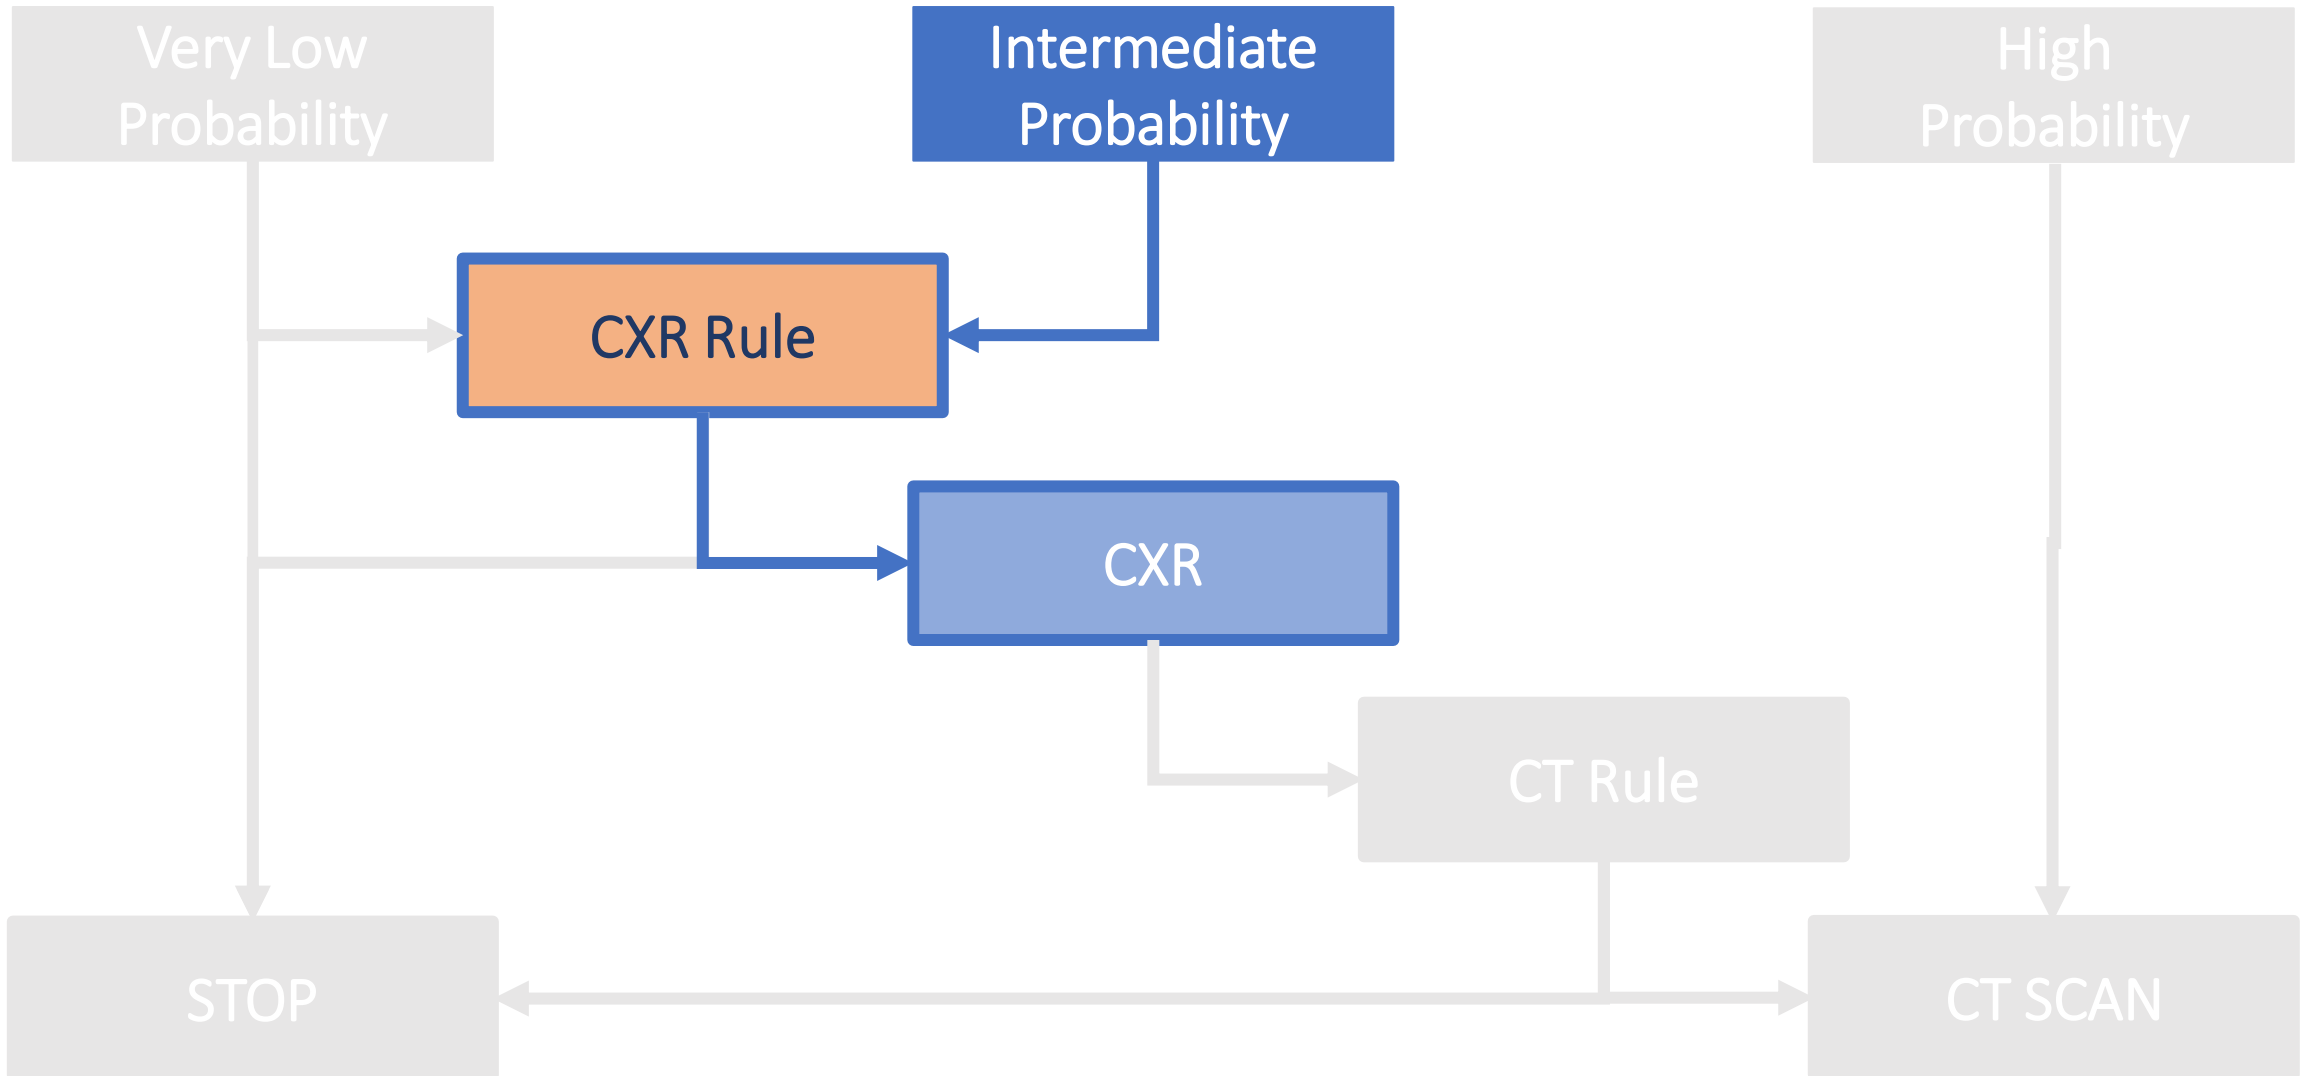 Very Low
Probability
Intermediate
Probability
High
Probability
CXR Rule
CXR
CT Rule
STOP
CT SCAN